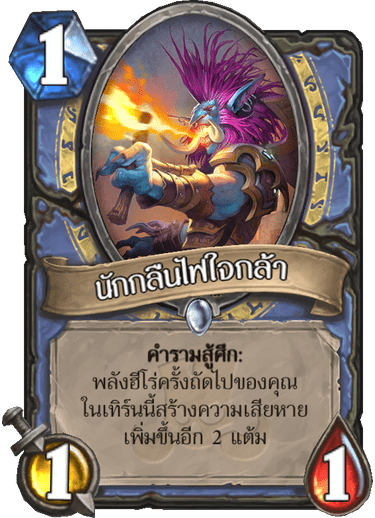 1
นักกลืนไฟใจกล้า
คำรามสู้ศึก:
พลังฮีโร่ครั้งถัดไปของคุณ
ในเทิร์นนี้สร้างความเสียหาย
เพิ่มขึ้นอีก 2 แต้ม
1
1